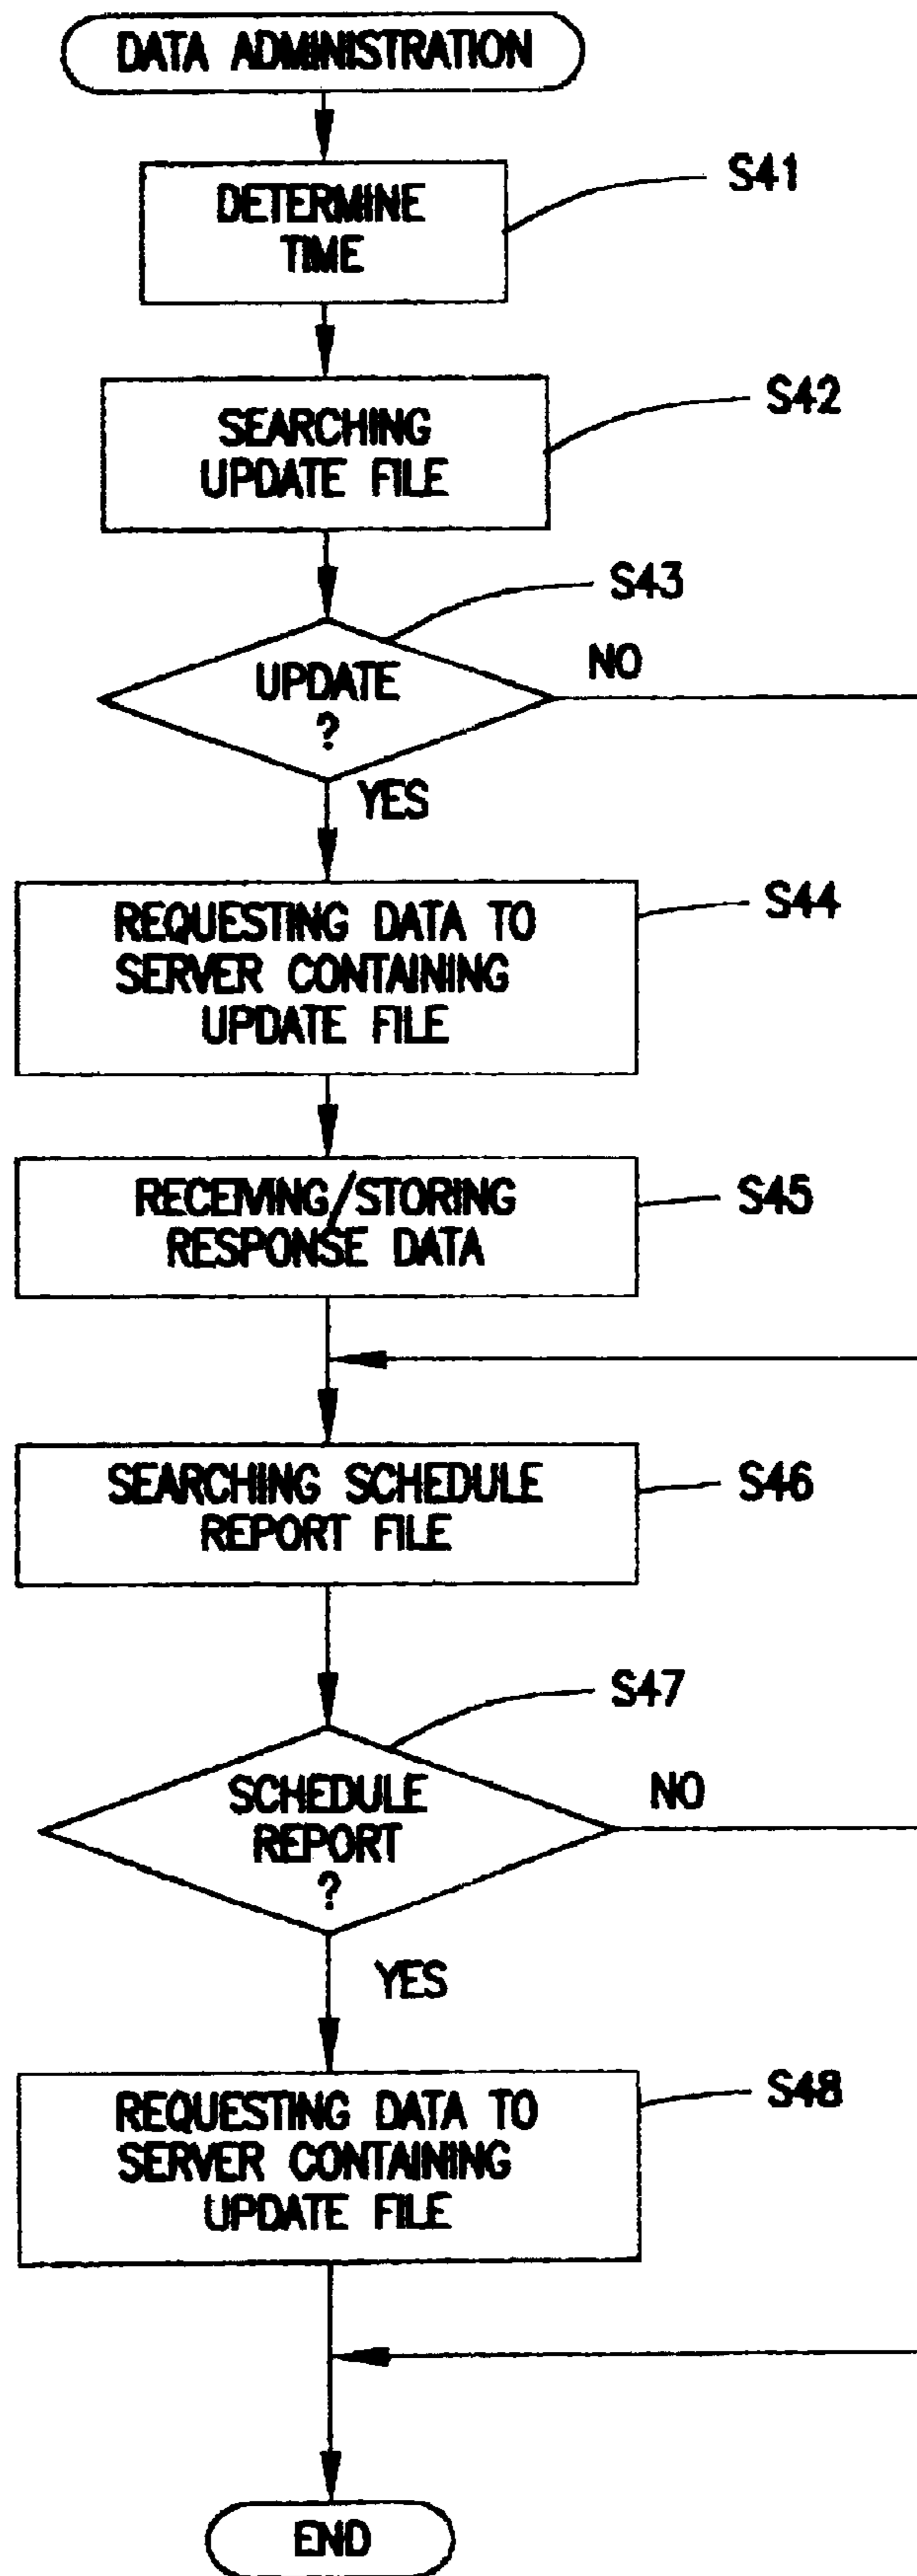 DATA ADMINISTRATION
S41
DETERMINE
TIME
S42
SEARCHING
UPDATE FILE
S43
UPDATE
?
NO
YES
S44
REQUESTING DATA TO
SERVER CONTAINING
UPDATE FILE
S45
RECEIVING/STORING
RESPONSE DATA
S46
SEARCHING SCHEDULE
REPORT FILE
S47
SCHEDULE
REPORT
?
NO
YES
S48
REQUESTING DATA TO
SERVER CONTAINING
UPDATE FILE
END